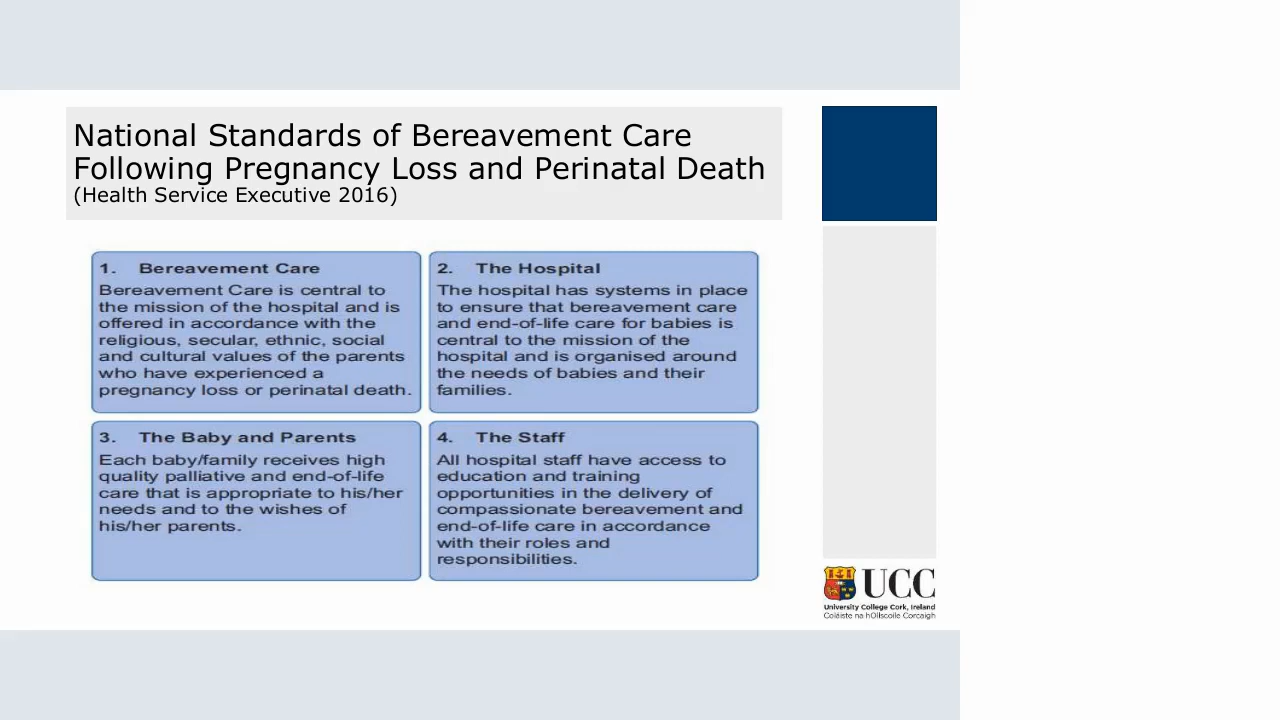 National Standards of Bereavement Care
Following Pregnancy Loss and Perinatal Death
(Health Service Executive 2016)
1. Bereavement Care
Bereavement Care is central to
the mission of the hospital and is
offered in accordance with the
religious, secular, ethnic, social
and cultural values of the parents
who have experienced a
pregnancy loss or perinatal death.
2. The Hospital
The hospital has systems in place
to ensure that bereavement care
and end-of-life care for babies is
central to the mission of the
hospital and is organised around
the needs of babies and their
families.
3. The Baby and Parents
Each baby/family receives high
quality palliative and end-of-life
care that is appropriate to his/her
needs and to the wishes of
his/her parents.
4. The Staff
All hospital staff have access to
education and training
opportunities in the delivery of
compassionate bereavement and
end-of-life care in accordance
with their roles and
responsibilities.
UCC
University College Cork, Ireland
Coláiste na hOllscoile Corcaigh